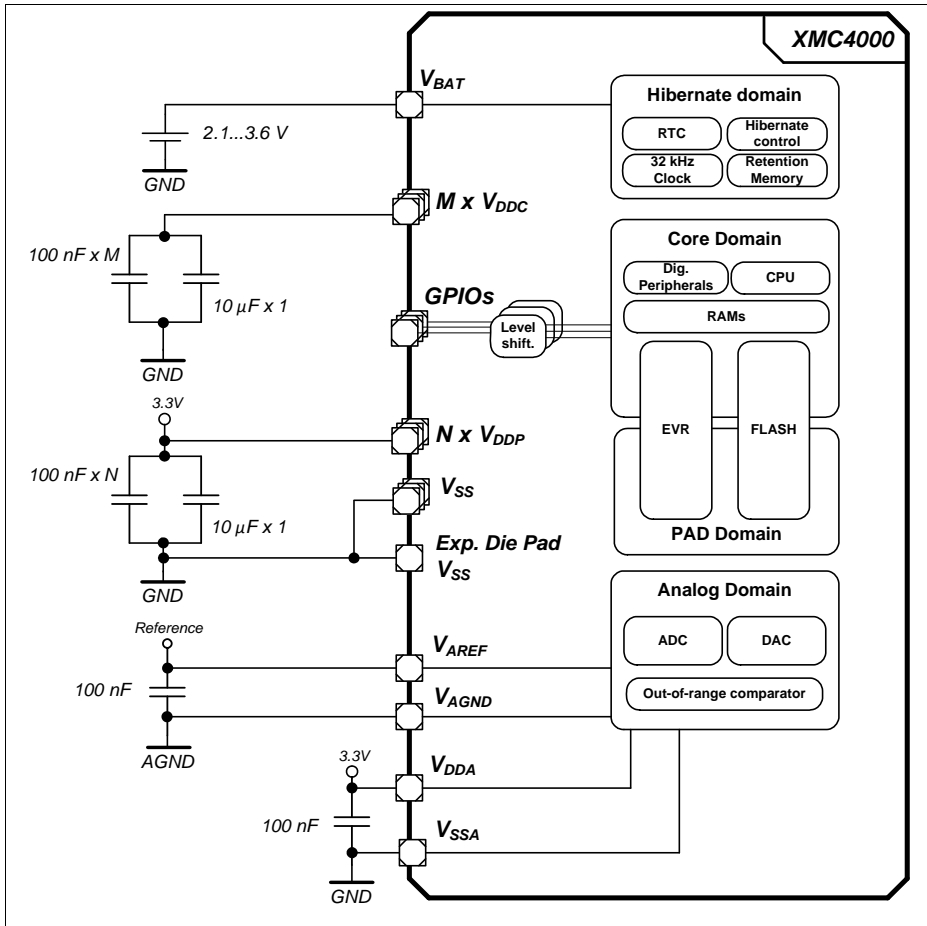 XMC4000
VBAT
2.1...3.6 V
GND
Hibernate domain
RTC
Hibernate
control
32 kHz
Clock
Retention
Memory
M x VDDC
100 nF x M
10 µF x 1
GND
Core Domain
Dig.
Peripherals
CPU
RAMs
GPIOs
Level
shift.
EVR
FLASH
PAD Domain
3.3V
N x VDDP
100 nF x N
10 µF x 1
VSS
Exp. Die Pad
VSS
GND
Analog Domain
ADC
DAC
Out-of-range comparator
Reference
VAREF
100 nF
VAGND
AGND
3.3V
VDDA
100 nF
VSSA
GND